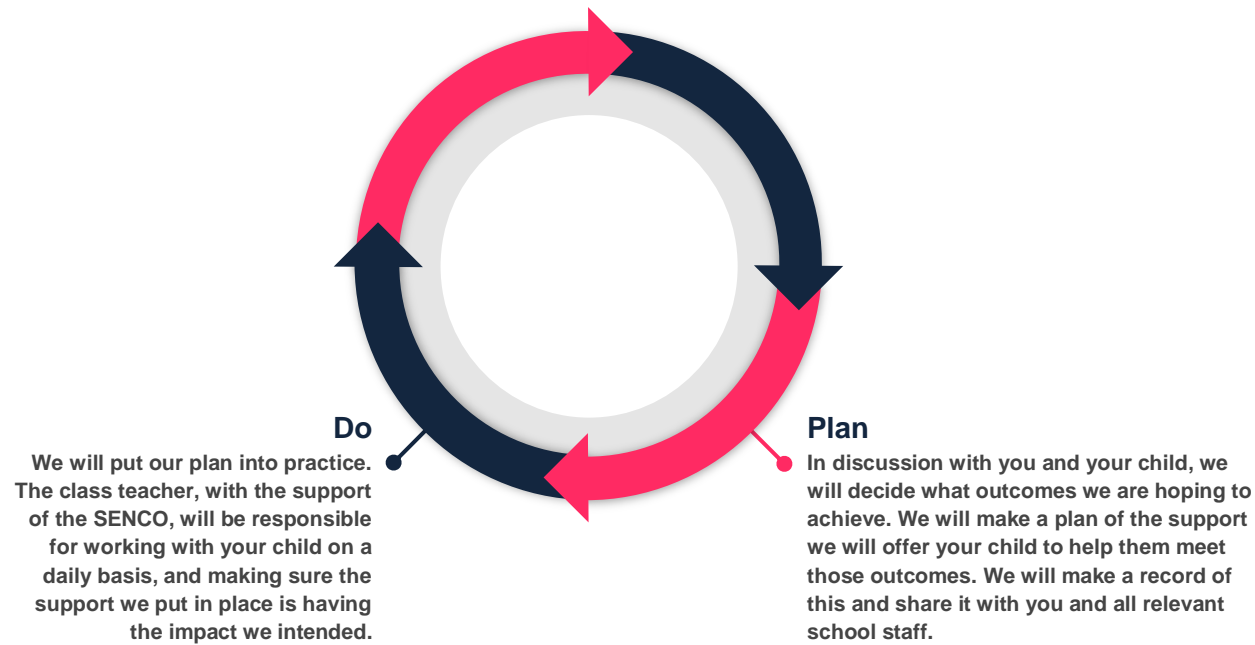 Do
We will put our plan into practice.
The class teacher, with the support
of the SENCO, will be responsible
for working with your child on a
daily basis, and making sure the
support we put in place is having
the impact we intended.
Plan
In discussion with you and your child, we
will decide what outcomes we are hoping to
achieve. We will make a plan of the support
we will offer your child to help them meet
those outcomes. We will make a record of
this and share it with you and all relevant
school staff.